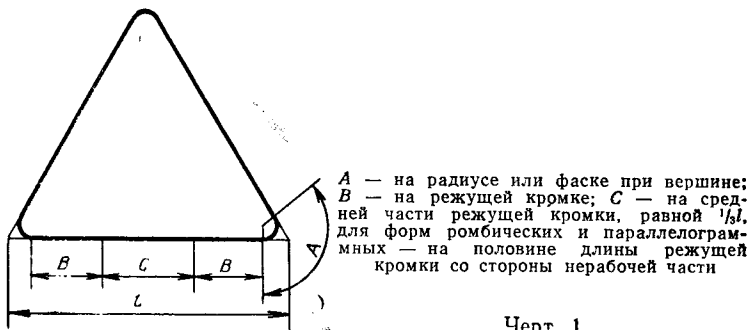 A — на радиусе или фаске при вершине;
B — на режущей кромке; C — на сред-
ней части режущей кромки, равной ¹/₃l,
для форм ромбических и параллелограм-
мных — на половине длины режущей
кромки со стороны нерабочей части
A
B C B
l
Черт. 1